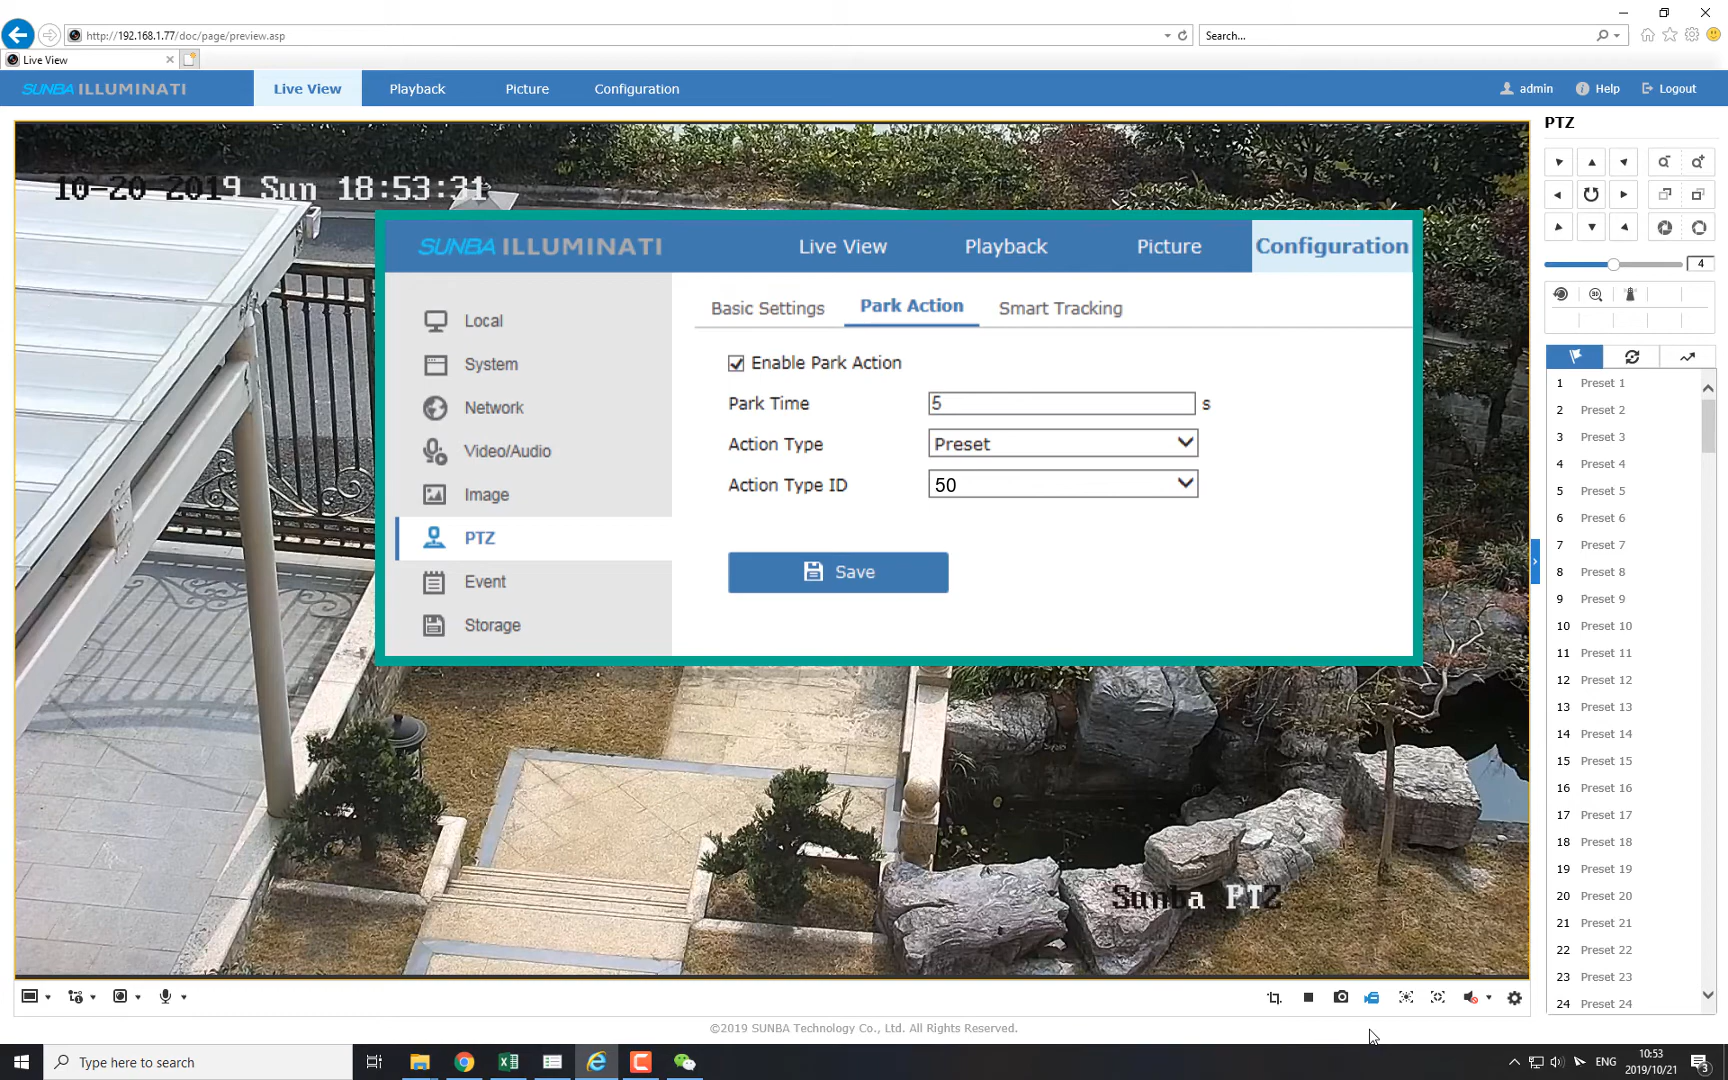 http://192.168.1.77/doc/page/preview.asp
Search...
Live View
SUNBA ILLUMINATI
Live View
Playback
Picture
Configuration
admin
Help
Logout
10-20-2019 Sun 18:53:31
SUNBA ILLUMINATI
Live View
Playback
Picture
Configuration
Local
System
Network
Video/Audio
Image
PTZ
Event
Storage
Basic Settings
Park Action
Smart Tracking
Enable Park Action
Park Time
5
s
Action Type
Preset
Action Type ID
50
Save
Sunba PTZ
PTZ
4
1 Preset 1
2 Preset 2
3 Preset 3
4 Preset 4
5 Preset 5
6 Preset 6
7 Preset 7
8 Preset 8
9 Preset 9
10 Preset 10
11 Preset 11
12 Preset 12
13 Preset 13
14 Preset 14
15 Preset 15
16 Preset 16
17 Preset 17
18 Preset 18
19 Preset 19
20 Preset 20
21 Preset 21
22 Preset 22
23 Preset 23
24 Preset 24
©2019 SUNBA Technology Co., Ltd. All Rights Reserved.
Type here to search
ENG
10:53
2019/10/21
3